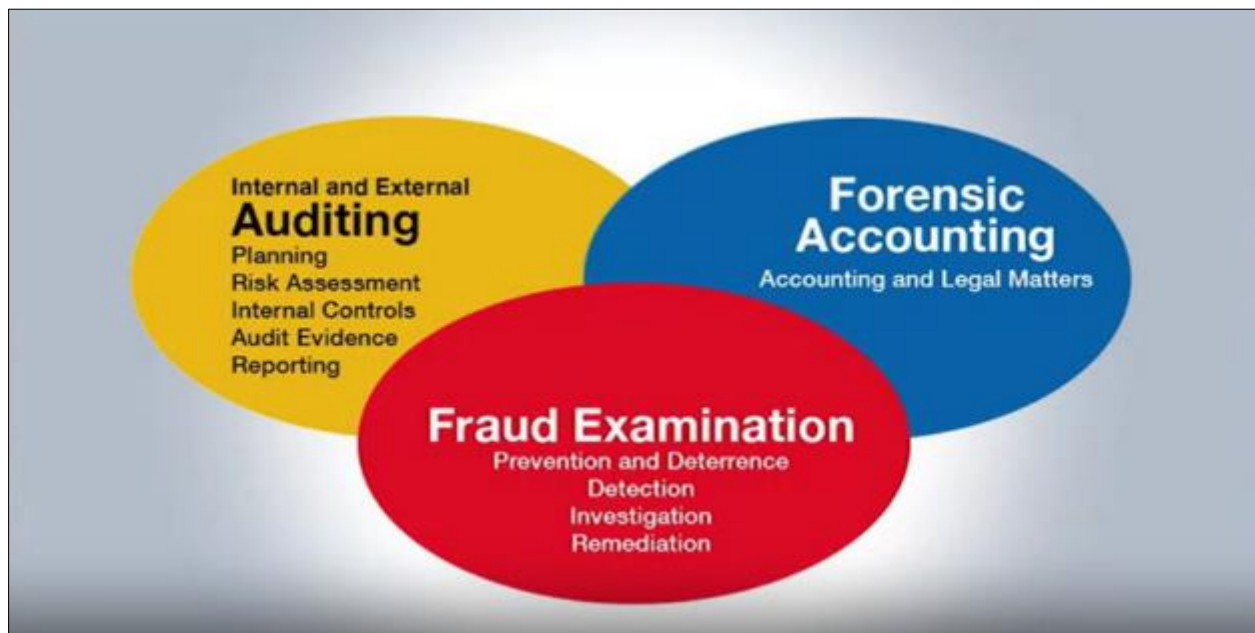 Internal and External
Auditing
Planning
Risk Assessment
Internal Controls
Audit Evidence
Reporting
Forensic
Accounting
Accounting and Legal Matters
Fraud Examination
Prevention and Deterrence
Detection
Investigation
Remediation